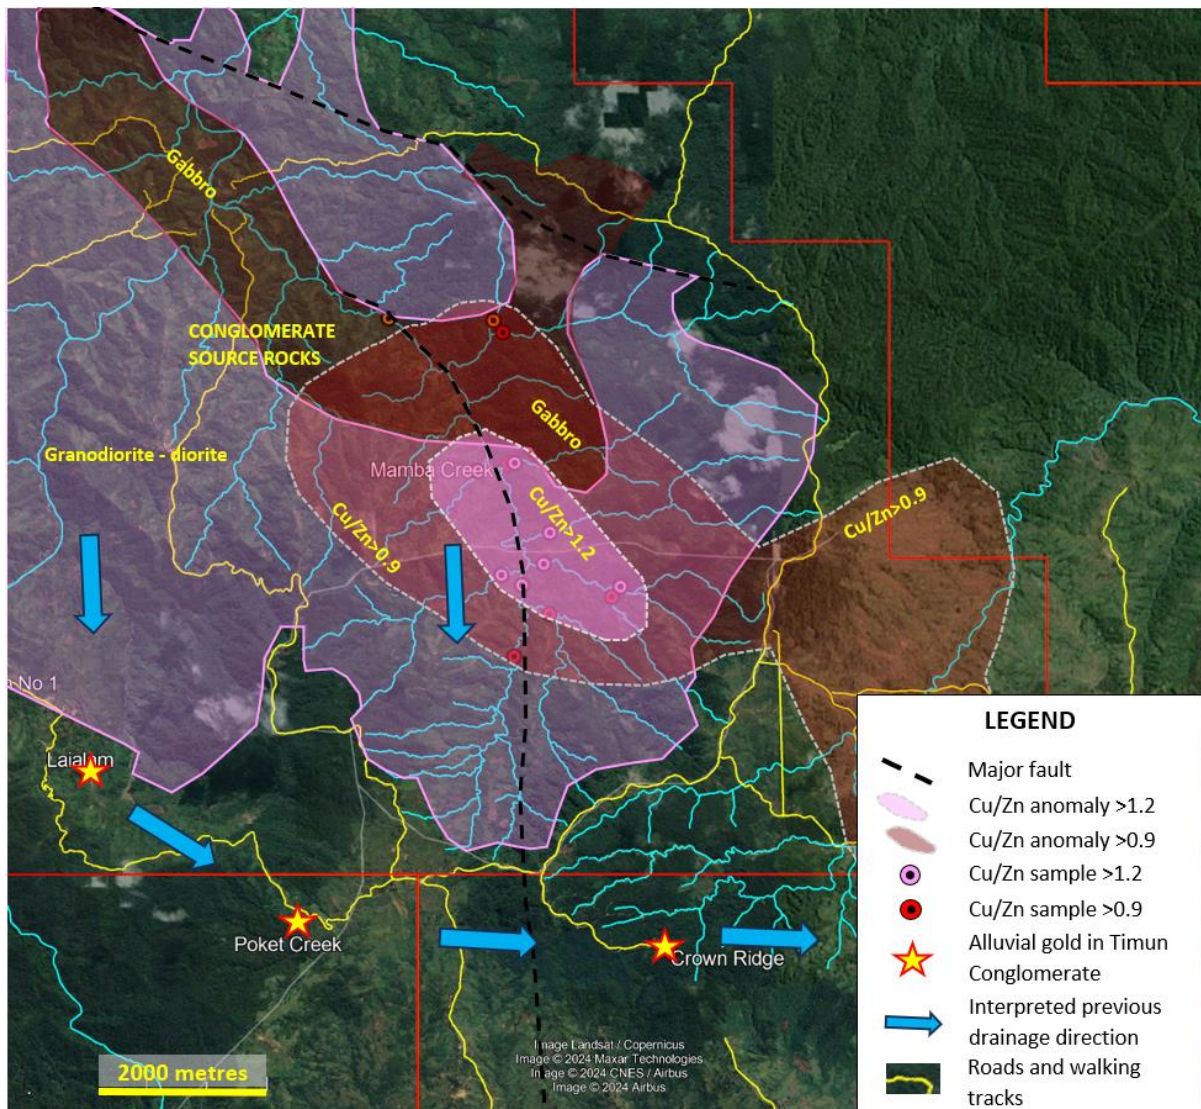 Gabbro
CONGLOMERATE
SOURCE ROCKS
Gabbro
Granodiorite - diorite
Mamba Creek
Cu/Zn>1.2
Cu/Zn>0.9
Cu/Zn>0.9
No 1
Laialam
Poket Creek
Crown Ridge
Image Landsat / Copernicus
Image © 2024 Maxar Technologies
Image © 2024 CNES / Airbus
Image © 2024 Airbus
2000 metres
LEGEND
Major fault
Cu/Zn anomaly >1.2
Cu/Zn anomaly >0.9
Cu/Zn sample >1.2
Cu/Zn sample >0.9
Alluvial gold in Timun
Conglomerate
Interpreted previous
drainage direction
Roads and walking
tracks